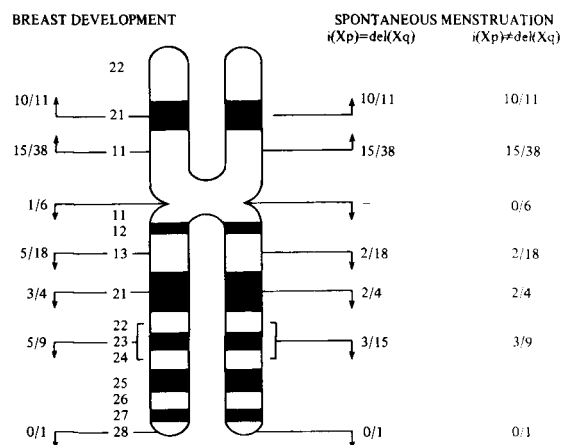 BREAST DEVELOPMENT SPONTANEOUS MENSTRUATION
i(Xp)=del(Xq) i(Xp)≠del(Xq)
22
10/11 10/11 10/11
21
15/38 11 15/38 15/38
1/6 – 0/6
11
12
5/18 13 2/18 2/18
3/4 21 2/4 2/4
22
5/9 23 3/15 3/9
24
25
26
27
0/1 28 0/1 0/1